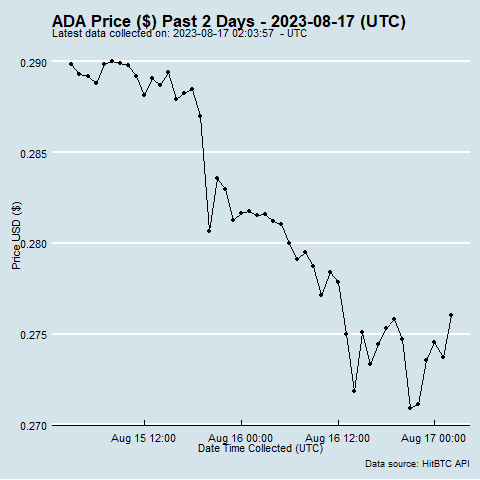 ADA Price ($) Past 2 Days - 2023-08-17 (UTC)
Latest data collected on: 2023-08-17 02:03:57 - UTC
0.290
0.285
0.280
0.275
0.270
Price USD ($)
Aug 15 12:00
Aug 16 00:00
Aug 16 12:00
Aug 17 00:00
Date Time Collected (UTC)
Data source: HitBTC API